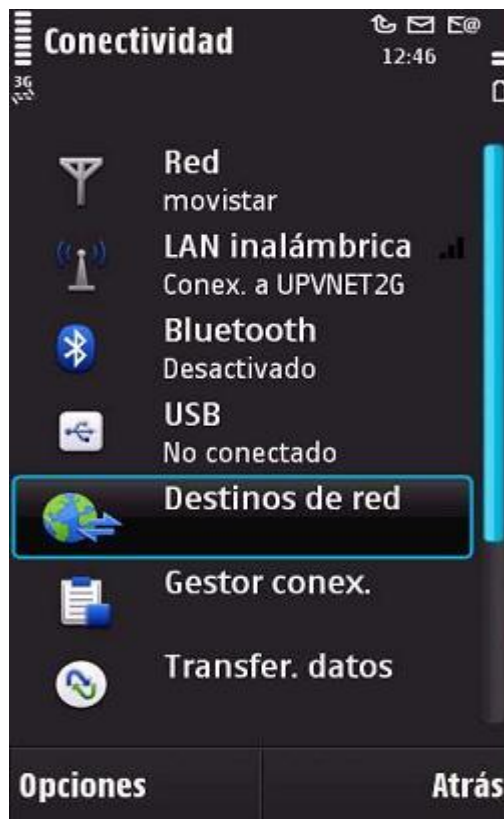 Conectividad
12:46
3G
Red
movistar
LAN inalámbrica
Conex. a UPVNET2G
Bluetooth
Desactivado
USB
No conectado
Destinos de red
Gestor conex.
Transfer. datos
Opciones
Atrás